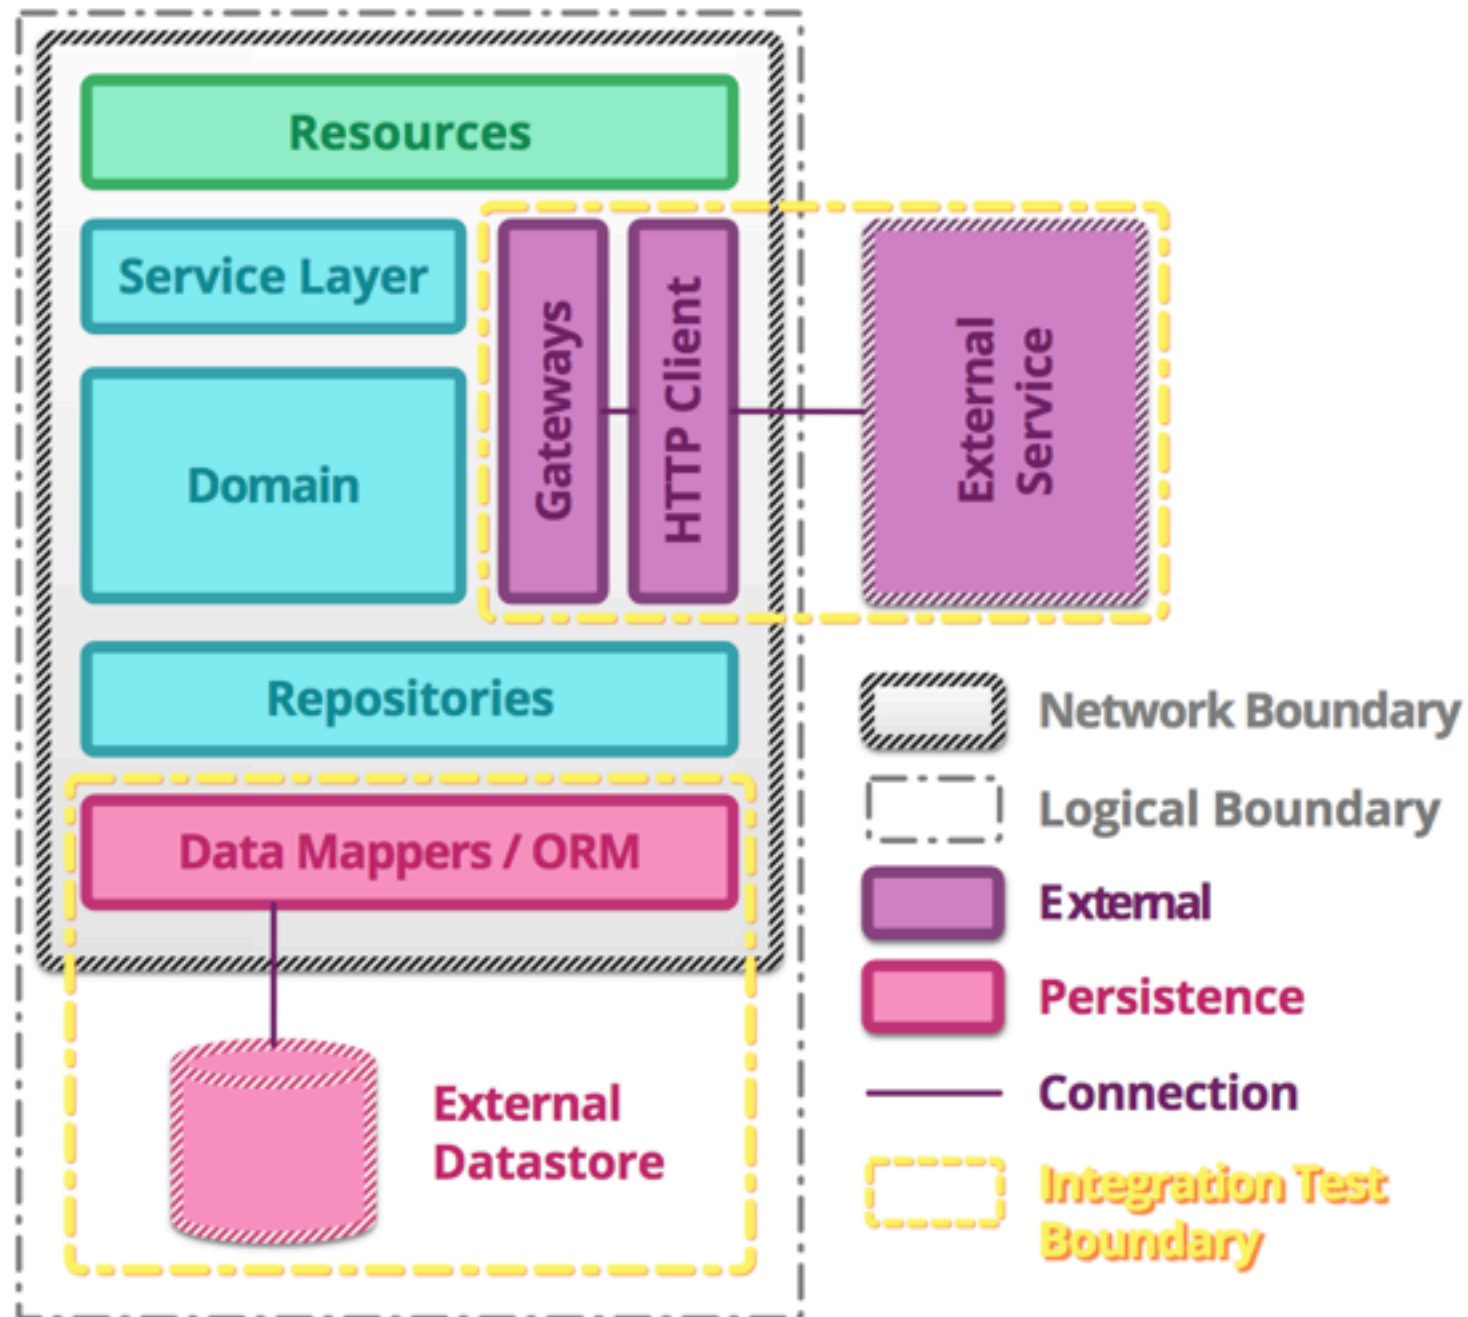 Resources
Service Layer
Gateways
HTTP Client
External
Service
Domain
Repositories
Data Mappers / ORM
External
Datastore
Network Boundary
Logical Boundary
External
Persistence
Connection
Integration Test
Boundary